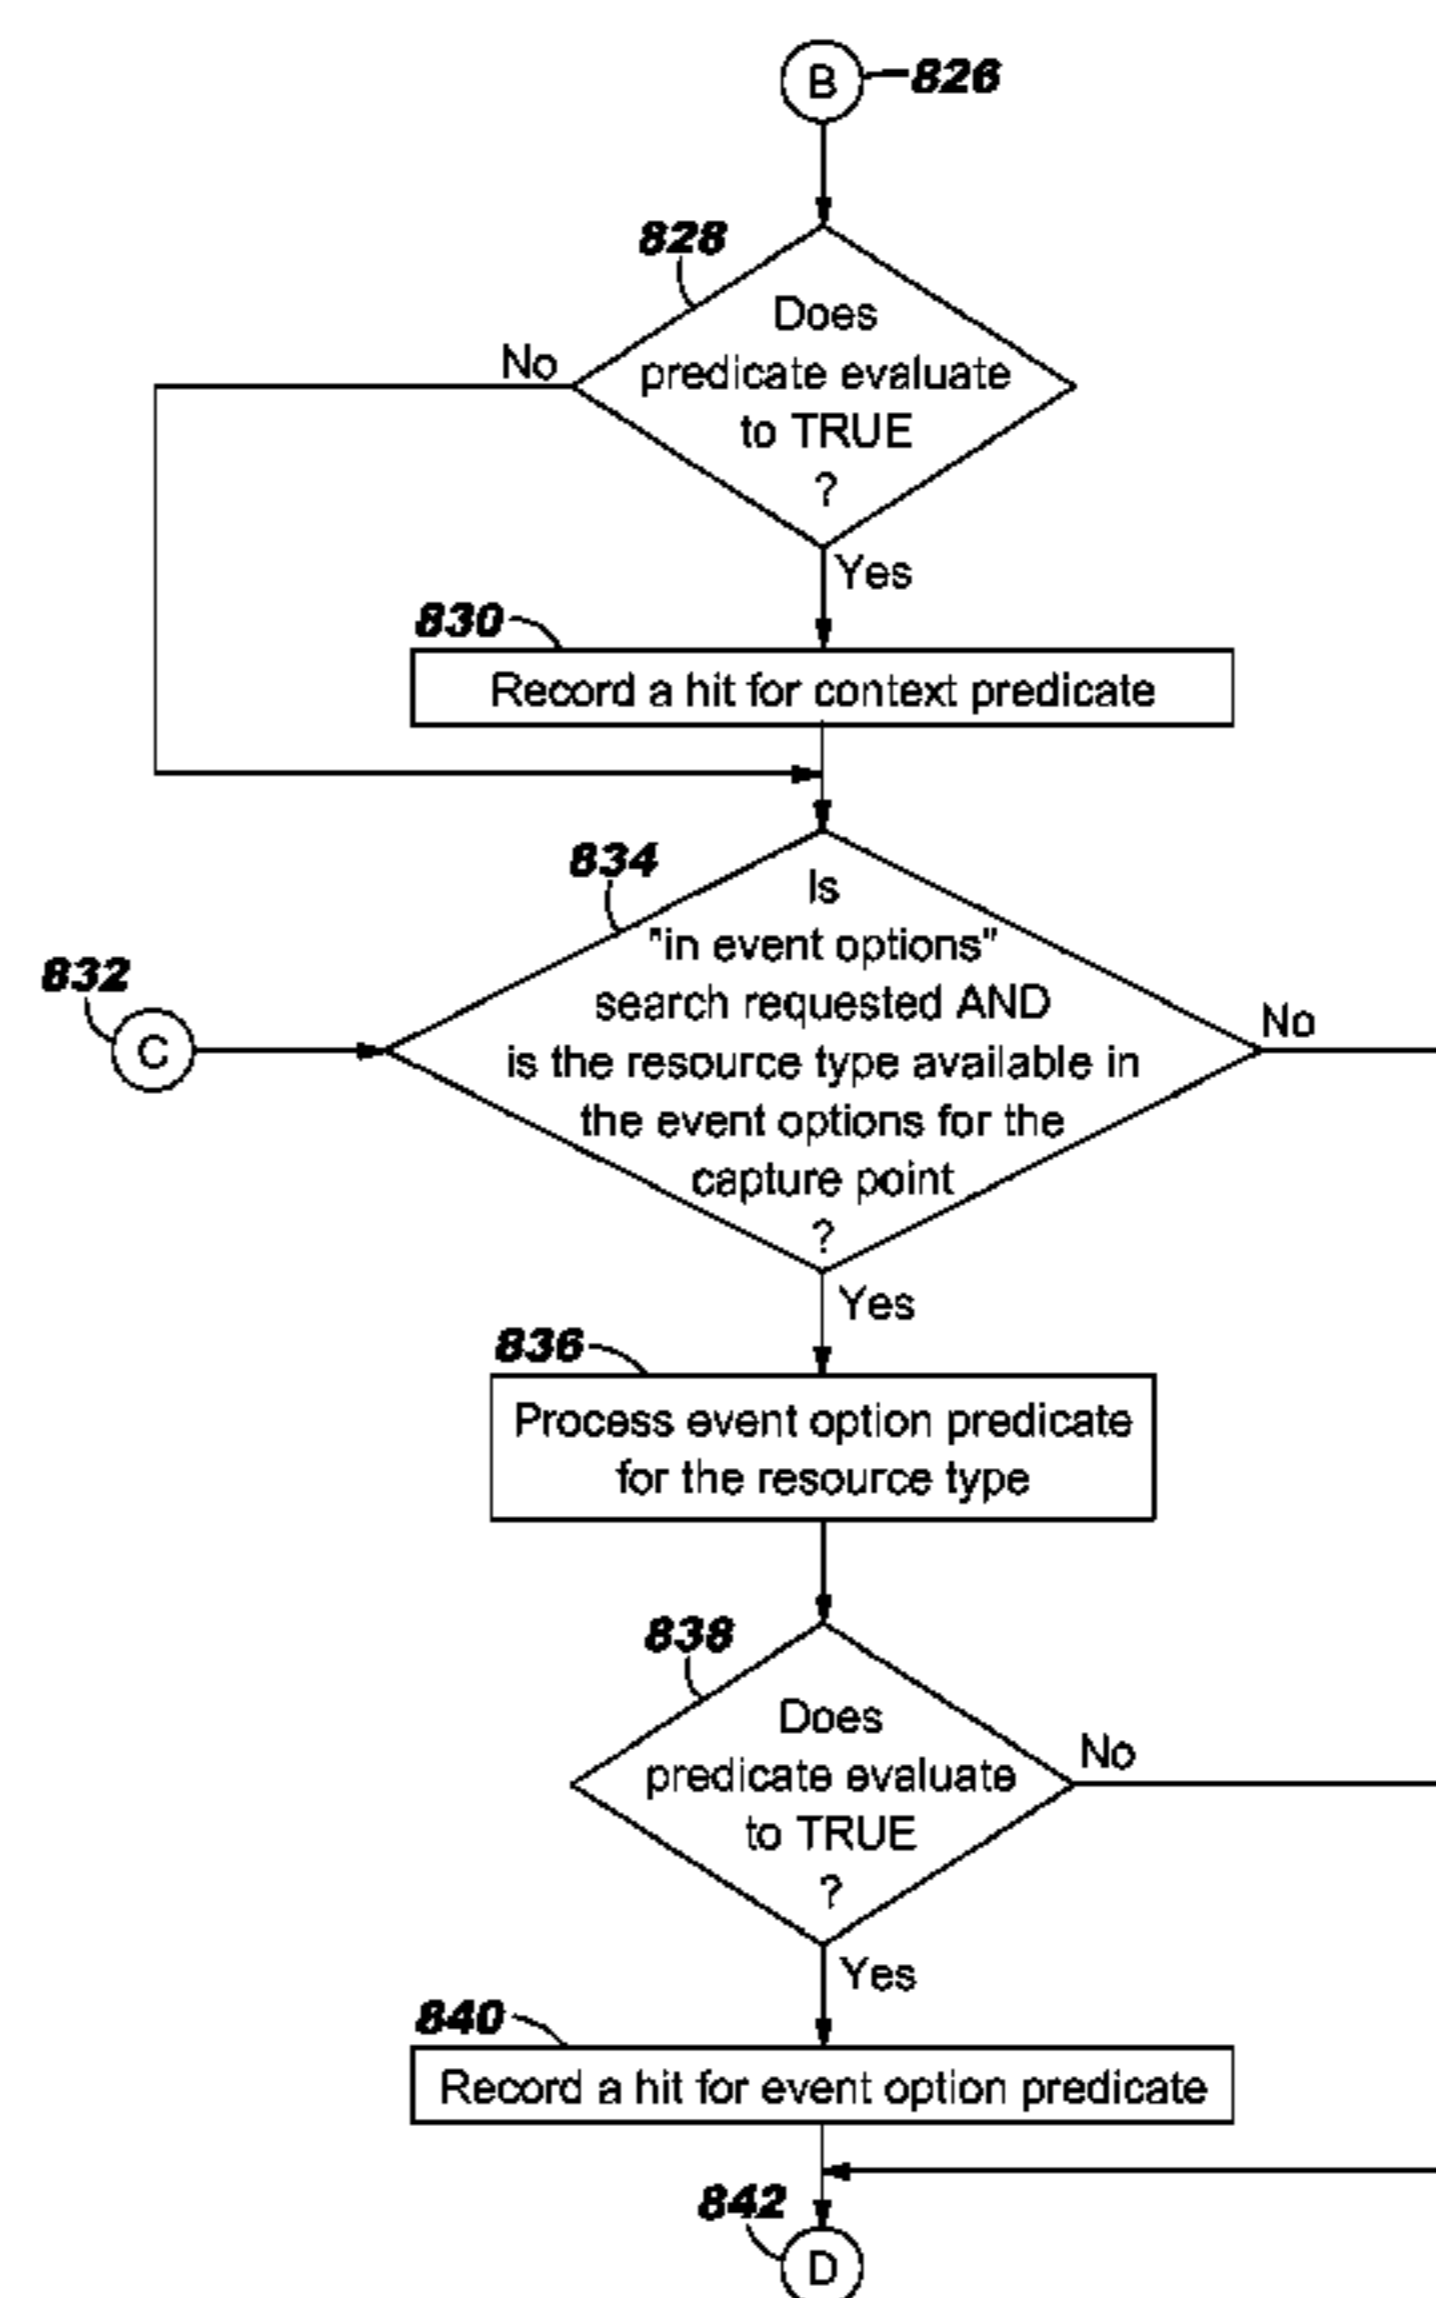 B 826
828
Does
predicate evaluate
to TRUE
?
No
Yes
830
Record a hit for context predicate
834
Is
"in event options"
search requested AND
is the resource type available in
the event options for the
capture point
?
832
C
No
Yes
836
Process event option predicate
for the resource type
838
Does
predicate evaluate
to TRUE
?
No
Yes
840
Record a hit for event option predicate
842
D